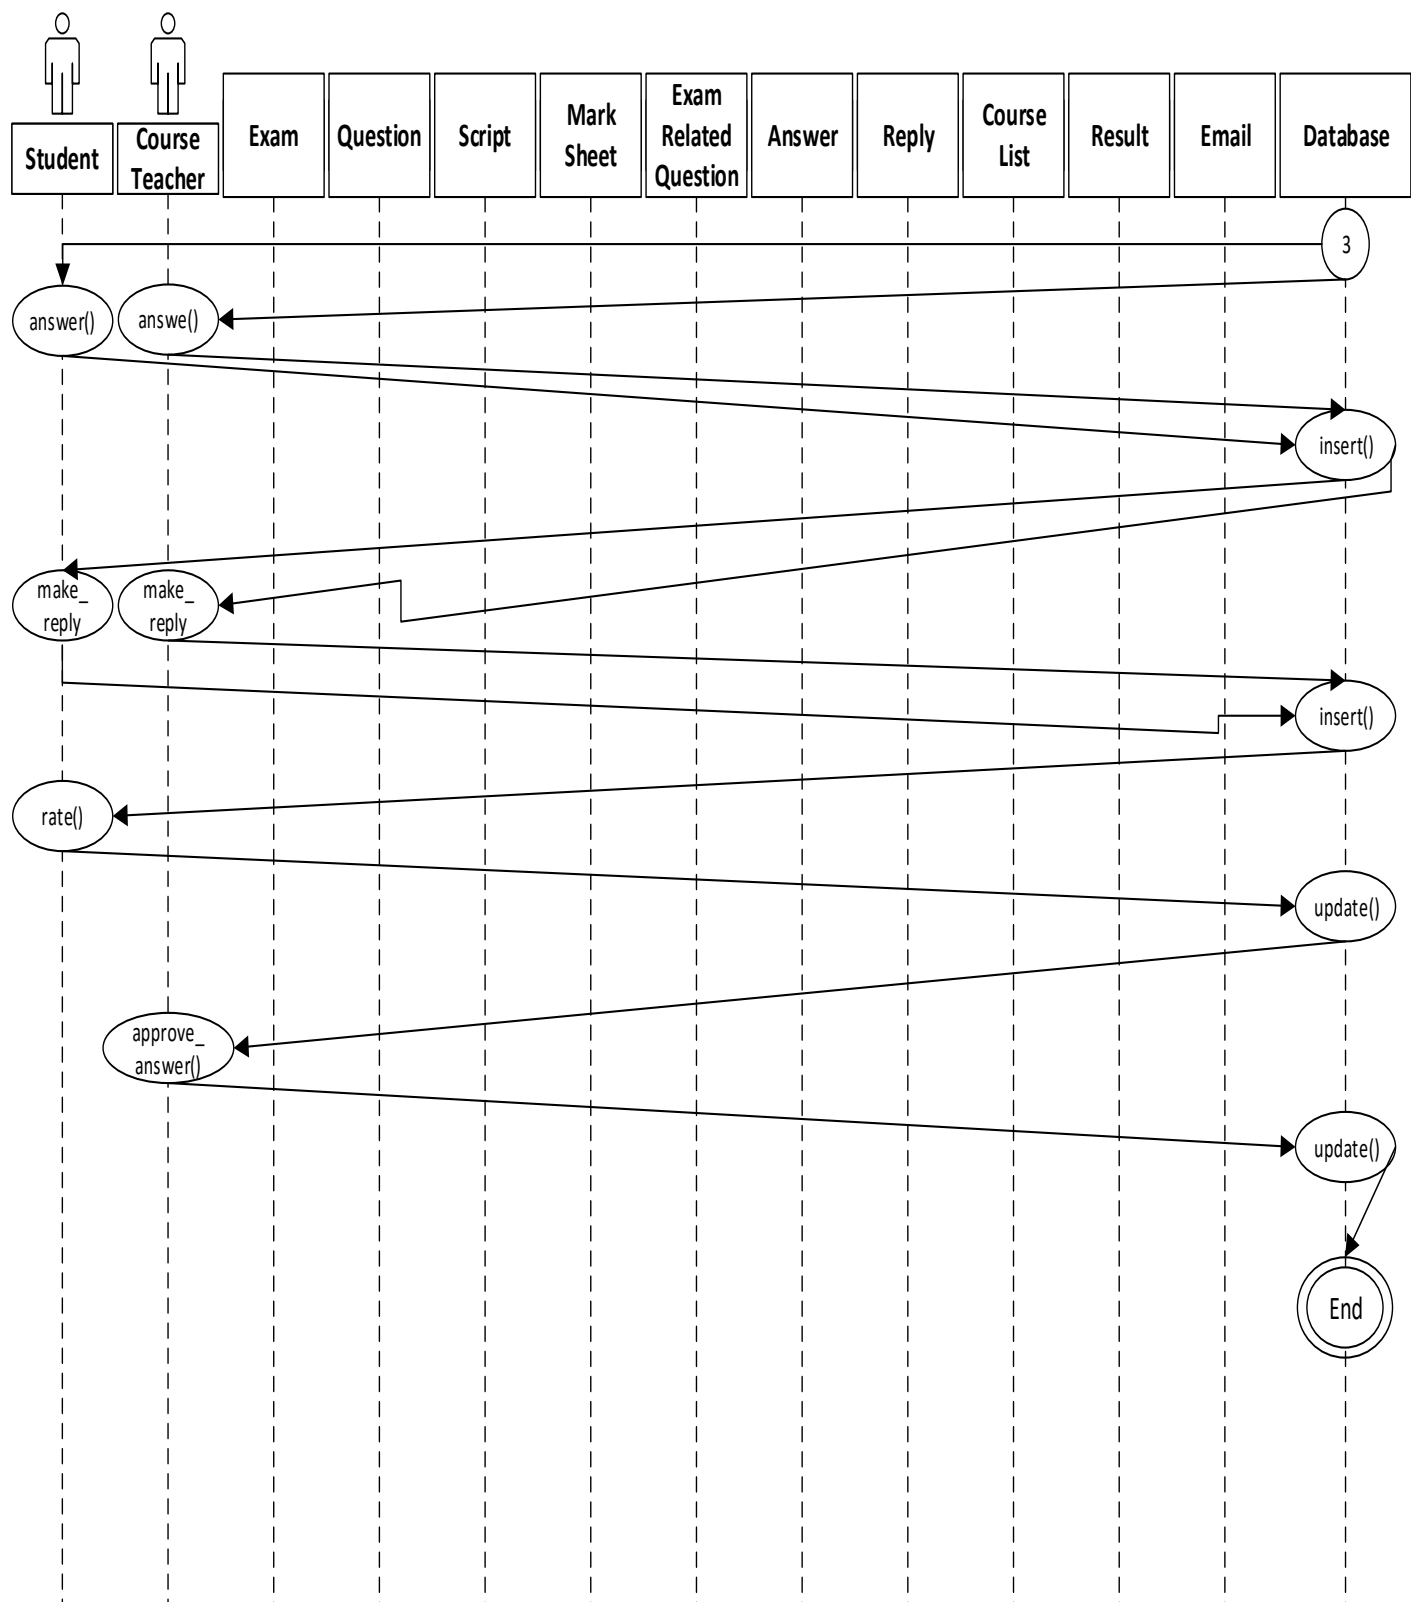 Student
Course
Teacher
Exam
Question
Script
Mark
Sheet
Exam
Related
Question
Answer
Reply
Course
List
Result
Email
Database
3
answer()
answe()
insert()
make_
reply
make_
reply
insert()
rate()
update()
approve_
answer()
update()
End